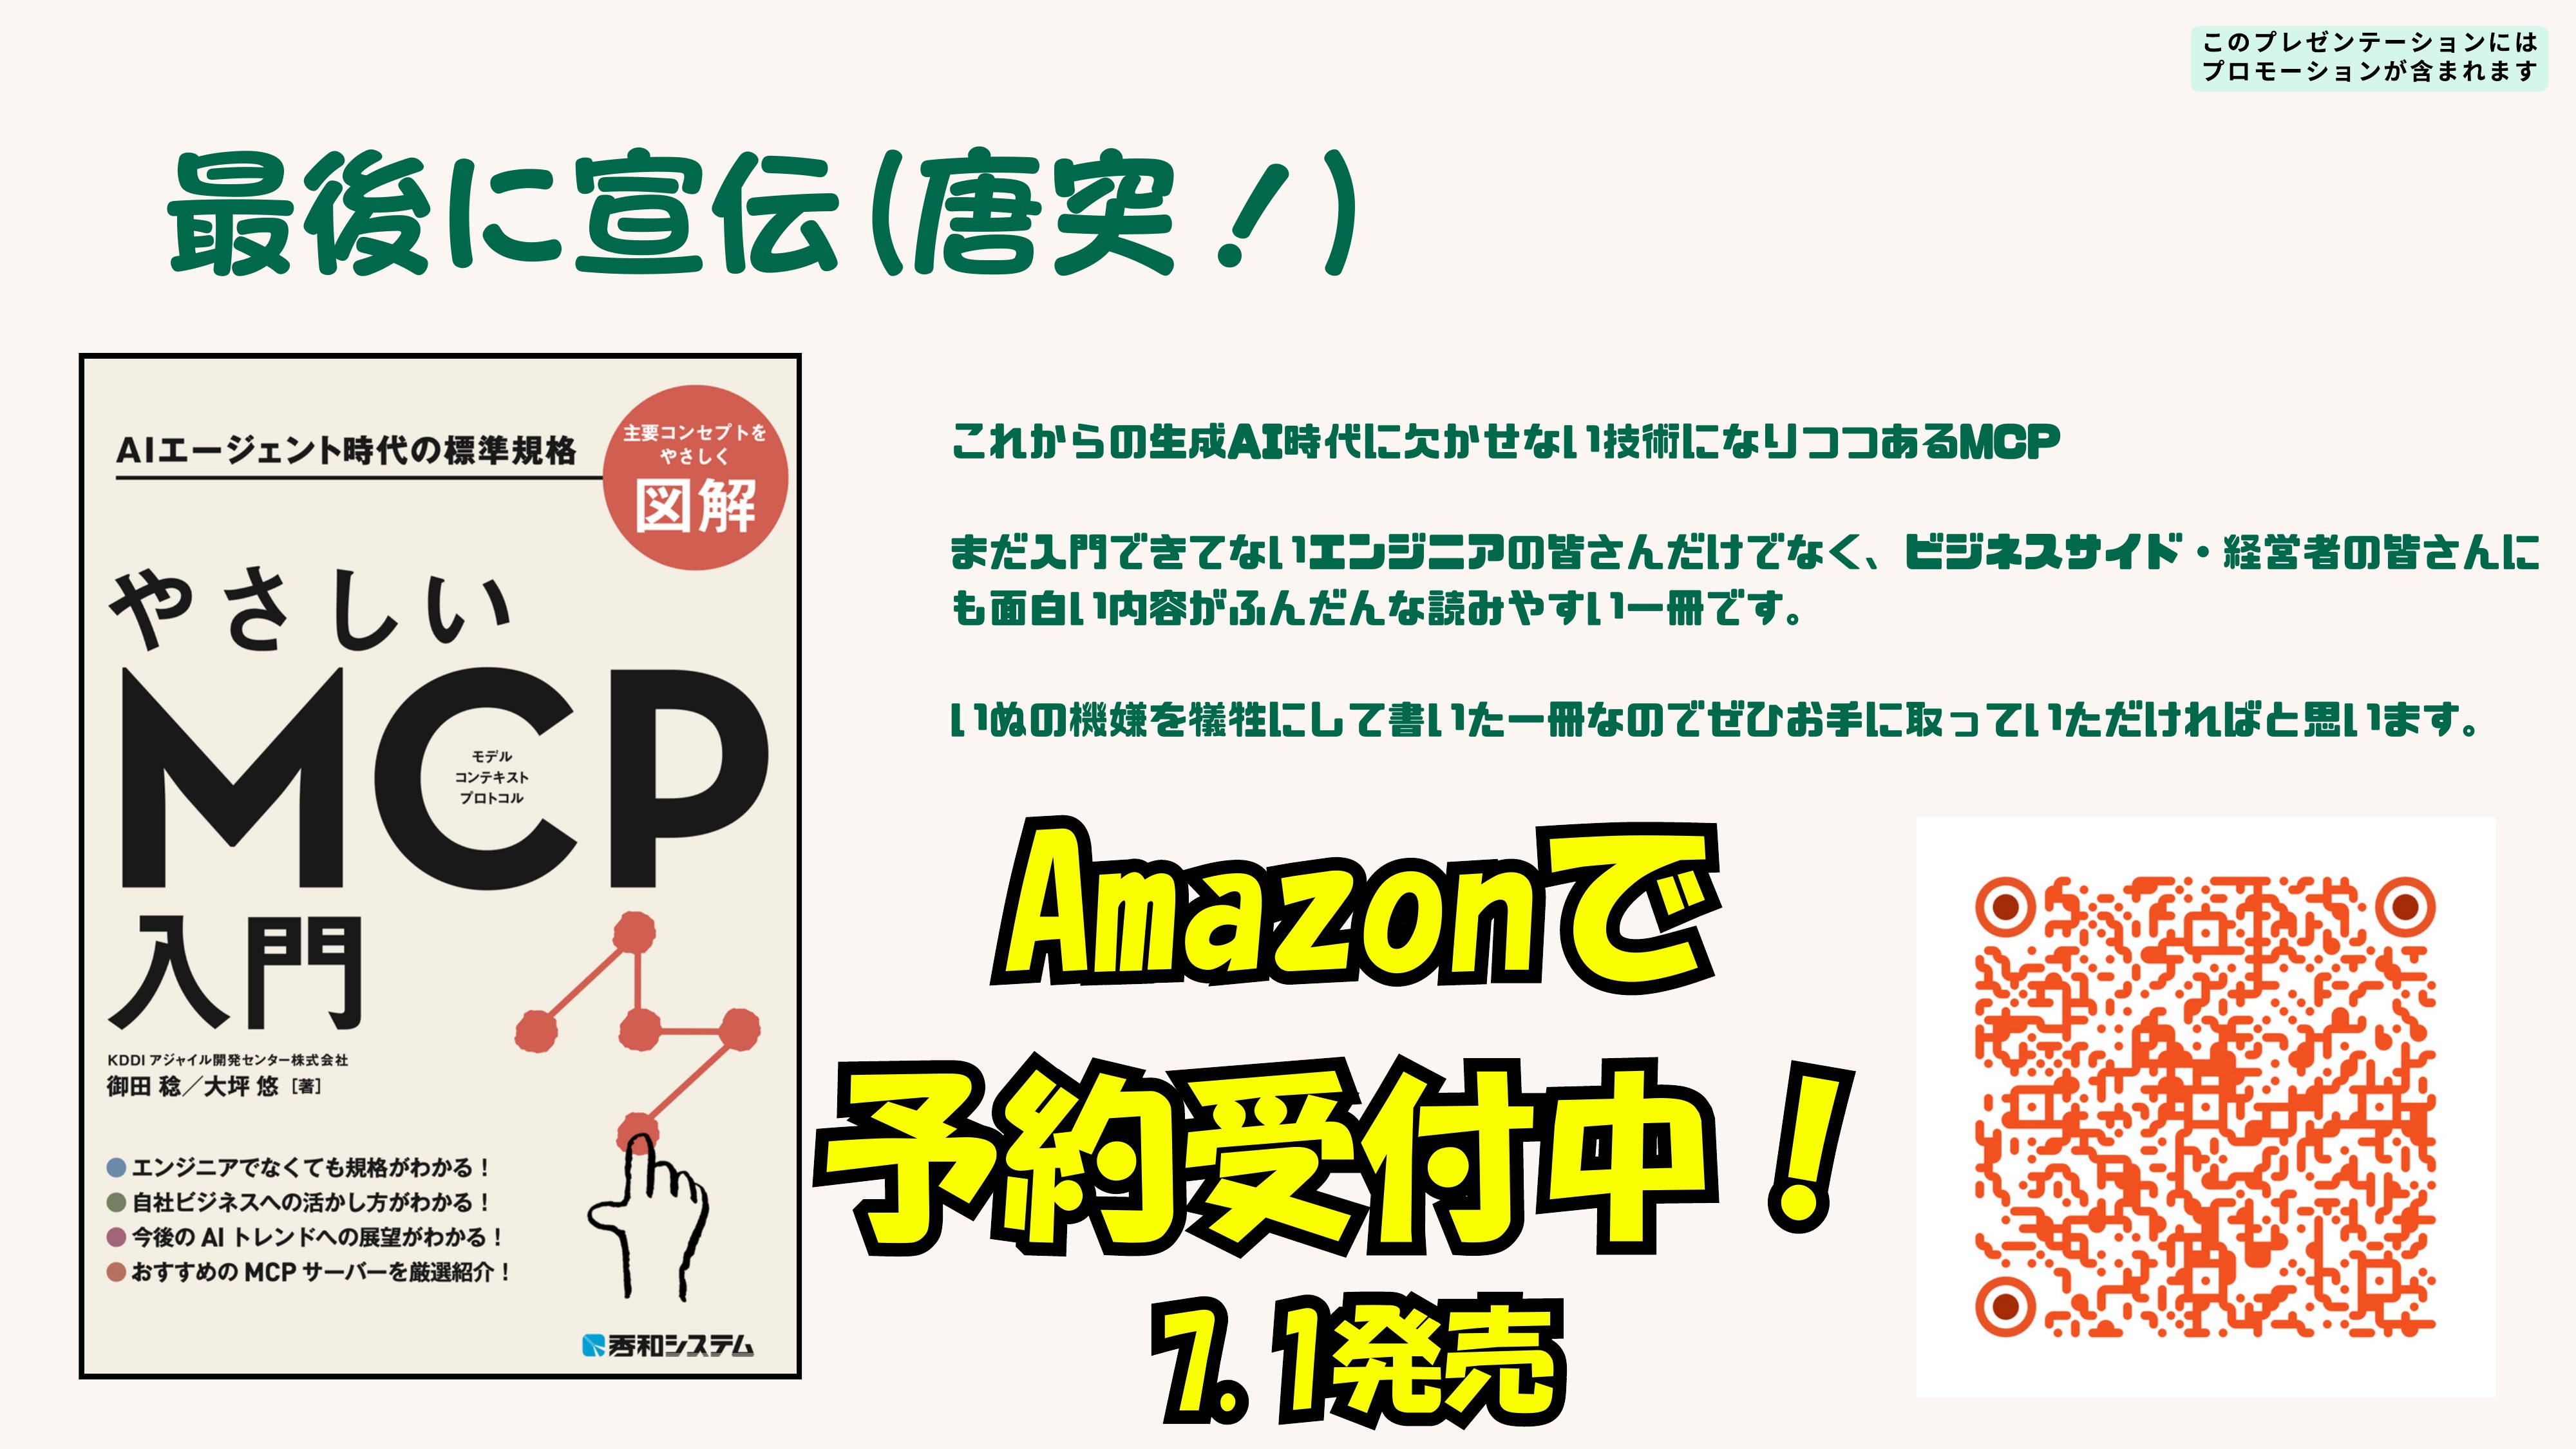 このプレゼンテーションには
プロモーションが含まれます
最後に宣伝(唐突！)
AIエージェント時代の標準規格
主要コンセプトを
やさしく
図解
やさしい
MCP
モデル
コンテキスト
プロトコル
入門
KDDIアジャイル開発センター株式会社
御田 稔／大坪 悠［著］
エンジニアでなくても規格がわかる！
自社ビジネスへの活かし方がわかる！
今後の AI トレンドへの展望がわかる！
おすすめの MCP サーバーを厳選紹介！
秀和システム
これからの生成AI時代に欠かせない技術になりつつあるMCP
まだ入門できてないエンジニアの皆さんだけでなく、ビジネスサイド・経営者の皆さんに
も面白い内容がふんだんな読みやすい一冊です。
いぬの機嫌を犠牲にして書いた一冊なのでぜひお手に取っていただければと思います。
Amazonで
予約受付中！
7.1発売